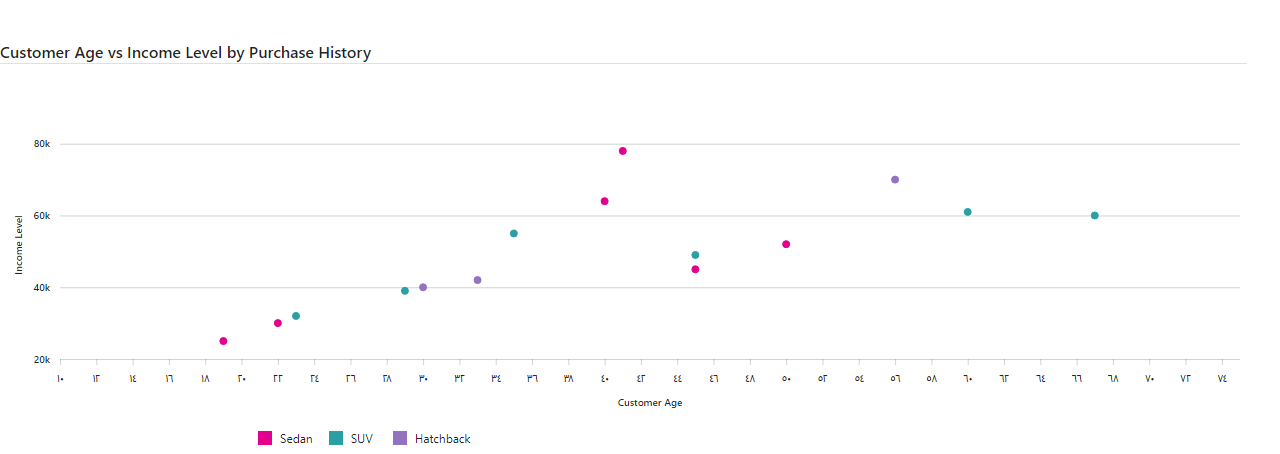 Customer Age vs Income Level by Purchase History
80k
60k
40k
20k
Income Level
١٠ ١٢ ١٤ ١٦ ١٨ ٢٠ ٢٢ ٢٤ ٢٦ ٢٨ ٣٠ ٣٢ ٣٤ ٣٦ ٣٨ ٤٠ ٤٢ ٤٤ ٤٦ ٤٨ ٥٠ ٥٢ ٥٤ ٥٦ ٥٨ ٦٠ ٦٢ ٦٤ ٦٦ ٦٨ ٧٠ ٧٢ ٧٤
Customer Age
Sedan SUV Hatchback